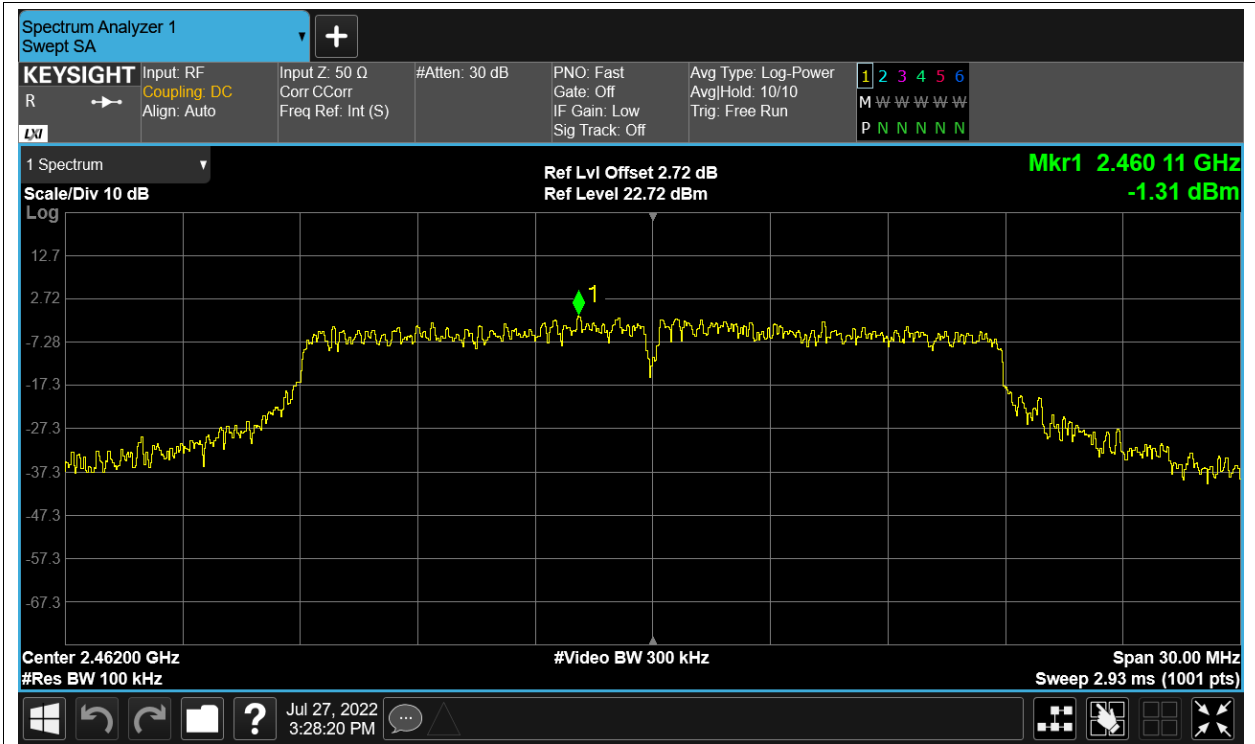 Spectrum Analyzer 1
Swept SA
KEYSIGHT
R
LXI
Input: RF
Coupling: DC
Align: Auto
Input Z: 50 Ω
Corr CCorr
Freq Ref: Int (S)
#Atten: 30 dB
PNO: Fast
Gate: Off
IF Gain: Low
Sig Track: Off
Avg Type: Log-Power
Avg|Hold: 10/10
Trig: Free Run
1 2 3 4 5 6
M W W W W W
P N N N N N
1 Spectrum
Scale/Div 10 dB
Ref Lvl Offset 2.72 dB
Ref Level 22.72 dBm
Mkr1 2.460 11 GHz
-1.31 dBm
Log
12.7
2.72
-7.28
-17.3
-27.3
-37.3
-47.3
-57.3
-67.3
1
Center 2.46200 GHz
#Res BW 100 kHz
#Video BW 300 kHz
Span 30.00 MHz
Sweep 2.93 ms (1001 pts)
?
Jul 27, 2022
3:28:20 PM